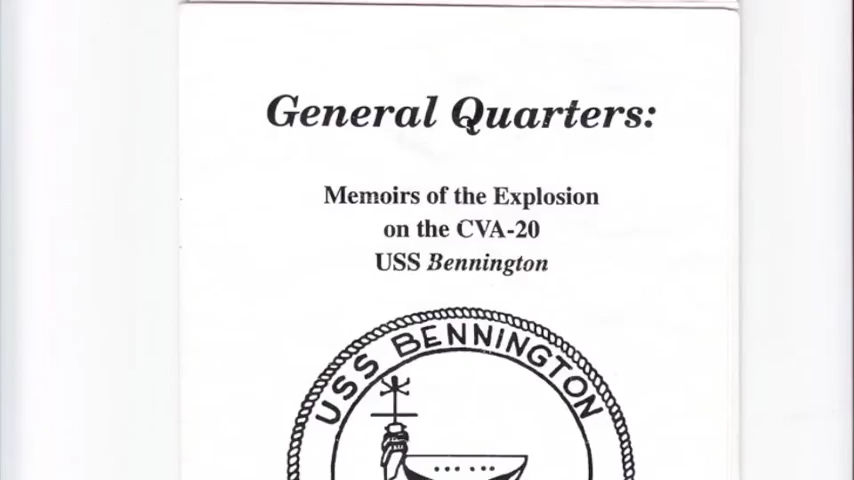 General Quarters:
Memoirs of the Explosion
on the CVA-20
USS Bennington
USS BENNINGTON